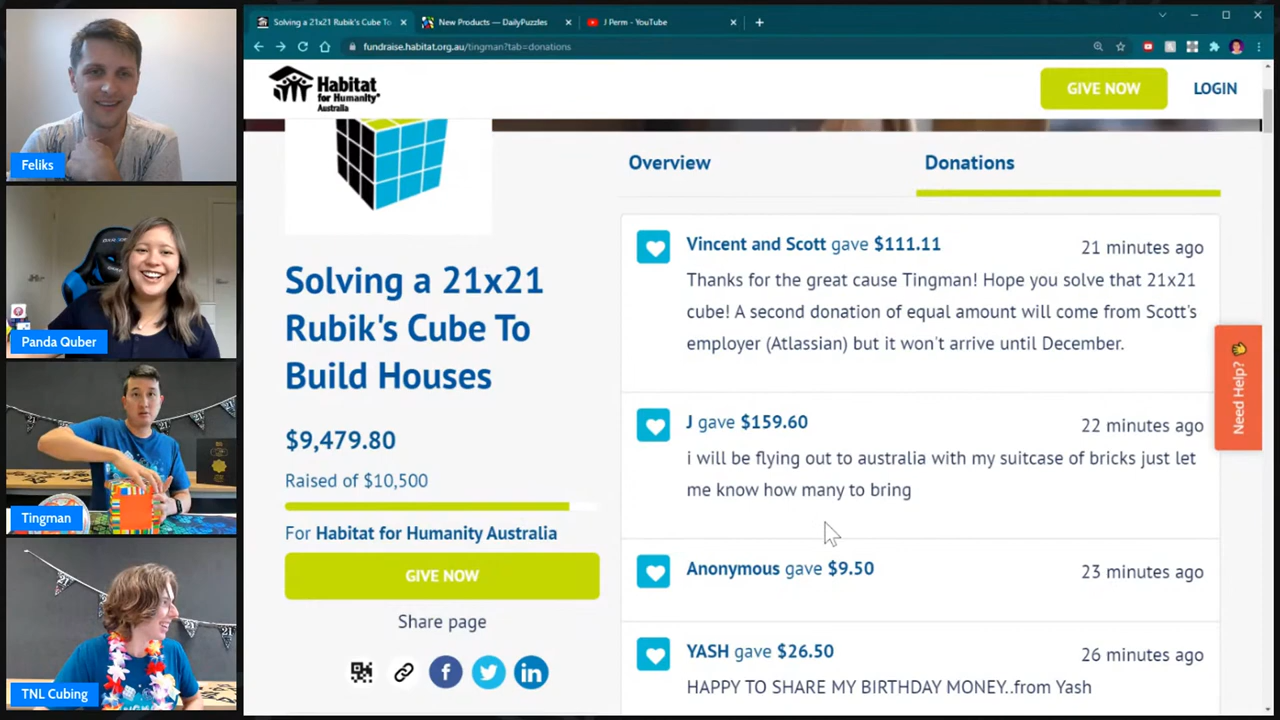 Feliks
Panda Quber
Tingman
TNL Cubing
21
21
21
Solving a 21x21 Rubik's Cube To
New Products — DailyPuzzles
J Perm - YouTube
fundraise.habitat.org.au/tingman?tab=donations
Habitat
for Humanity®
Australia
GIVE NOW
LOGIN
Solving a 21x21
Rubik's Cube To
Build Houses
$9,479.80
Raised of $10,500
For Habitat for Humanity Australia
GIVE NOW
Share page
Overview
Donations
Vincent and Scott gave $111.11
21 minutes ago
Thanks for the great cause Tingman! Hope you solve that 21x21
cube! A second donation of equal amount will come from Scott's
employer (Atlassian) but it won't arrive until December.
J gave $159.60
22 minutes ago
i will be flying out to australia with my suitcase of bricks just let
me know how many to bring
Anonymous gave $9.50
23 minutes ago
YASH gave $26.50
26 minutes ago
HAPPY TO SHARE MY BIRTHDAY MONEY..from Yash
Need Help?